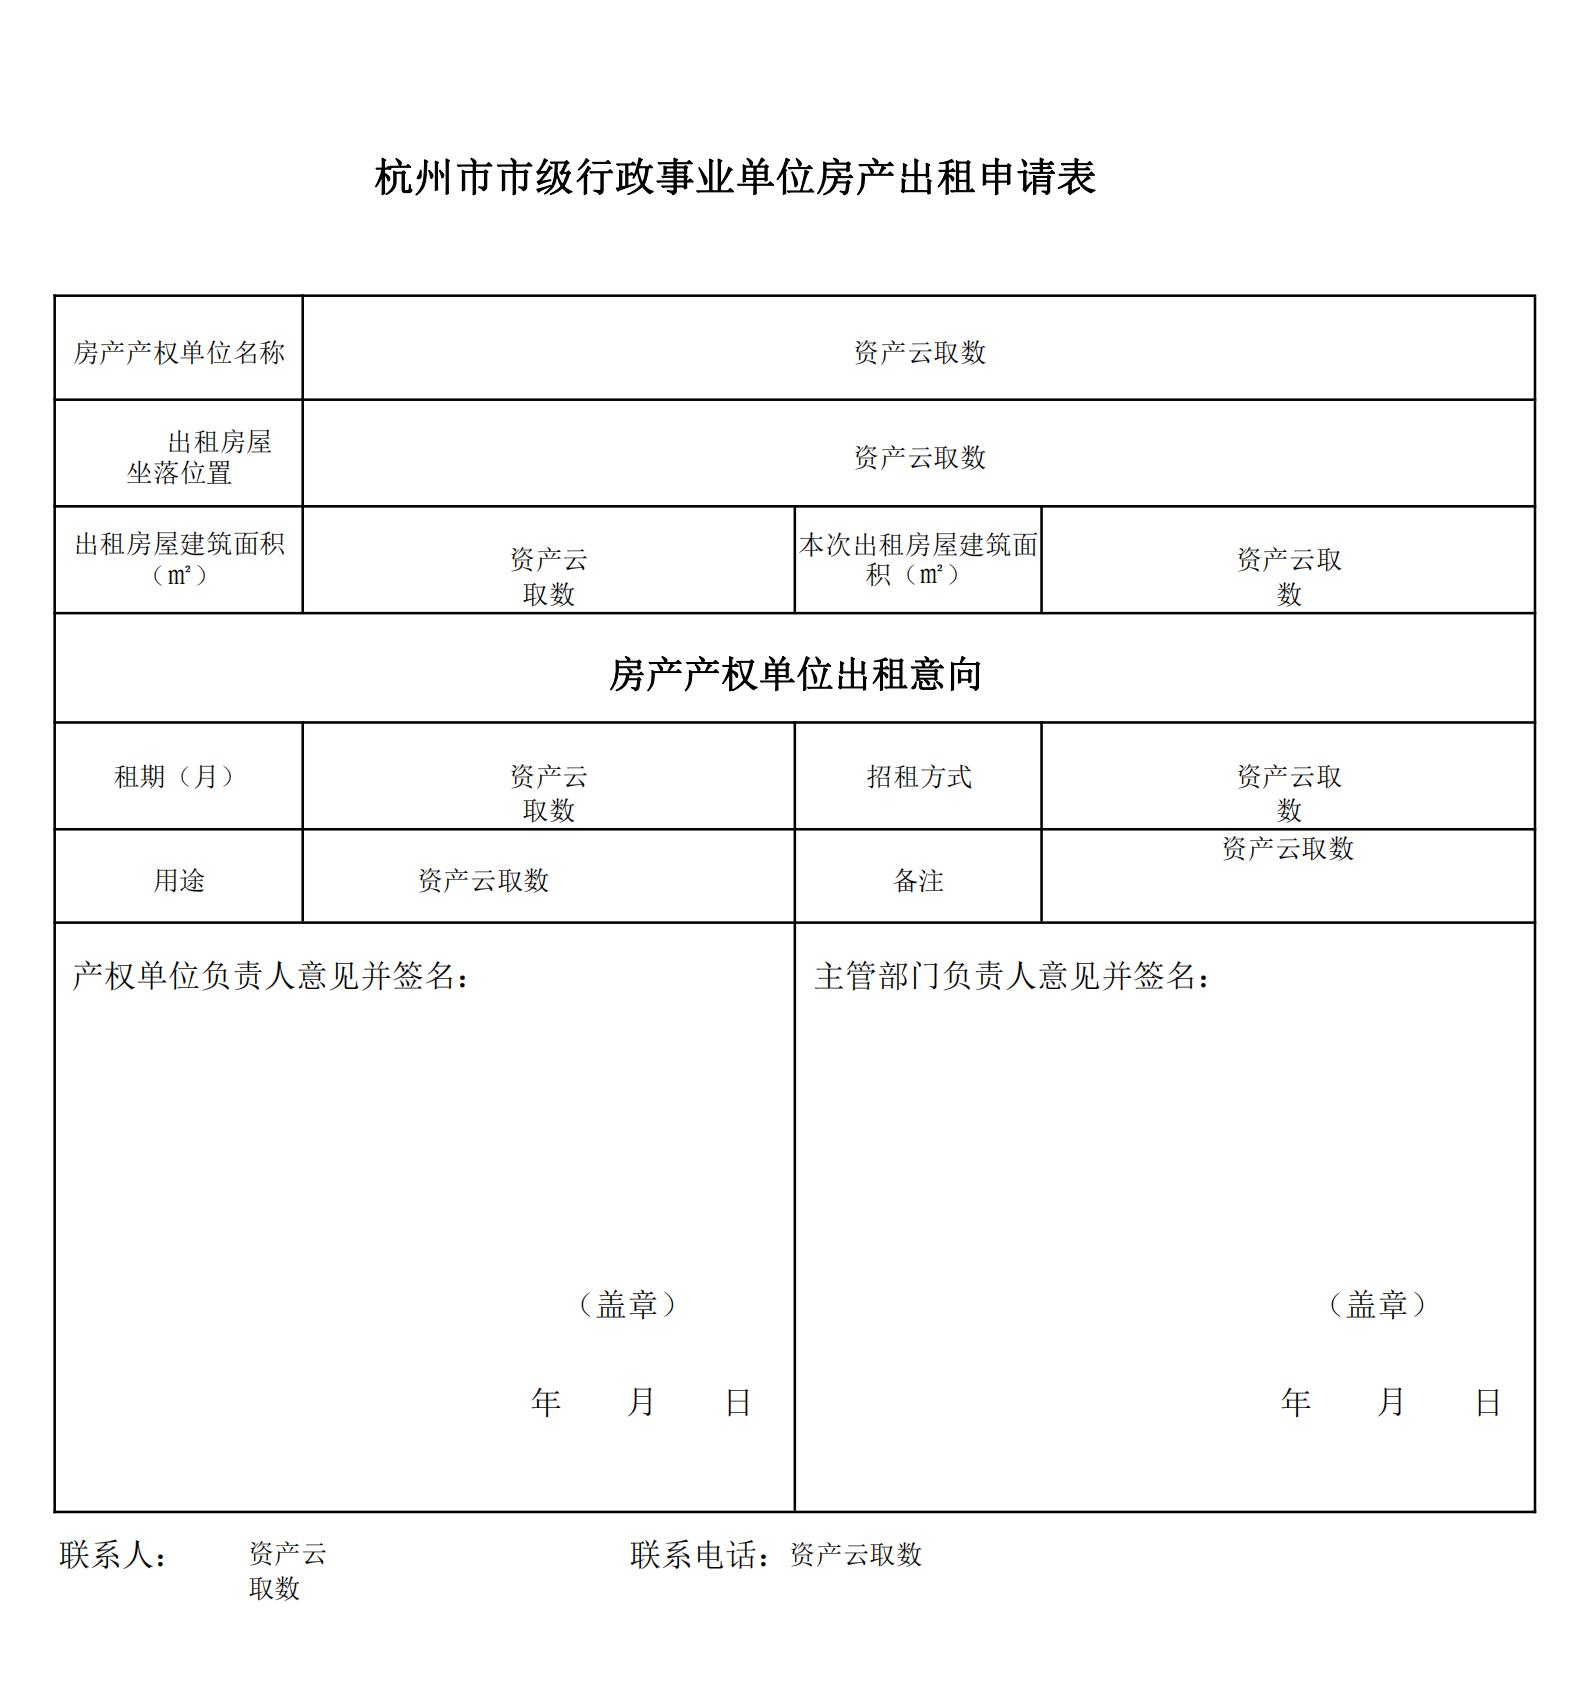 杭州市市级行政事业单位房产出租申请表
房产产权单位名称
资产云取数
出租房屋
坐落位置
资产云取数
出租房屋建筑面积
（㎡）
资产云
取数
本次出租房屋建筑面
积（㎡）
资产云取
数
房产产权单位出租意向
租期（月）
资产云
取数
招租方式
资产云取
数
用途
资产云取数
备注
资产云取数
产权单位负责人意见并签名：
（盖章）
年 月 日
主管部门负责人意见并签名：
（盖章）
年 月 日
联系人：
资产云
取数
联系电话：资产云取数